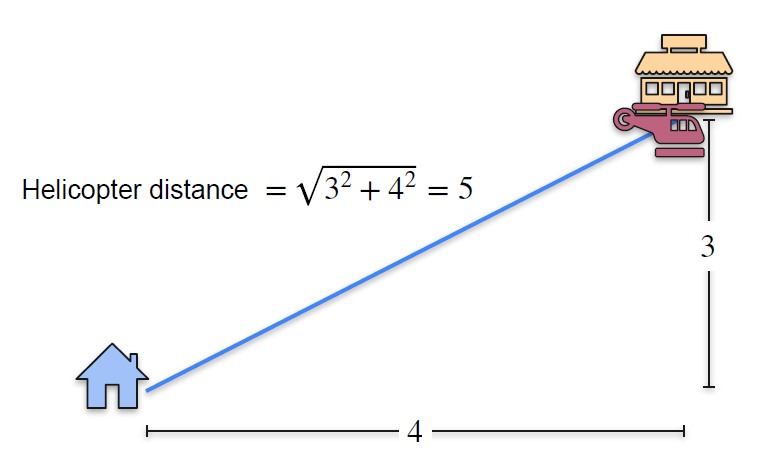 Helicopter distance = √3² + 4² = 5
3
4